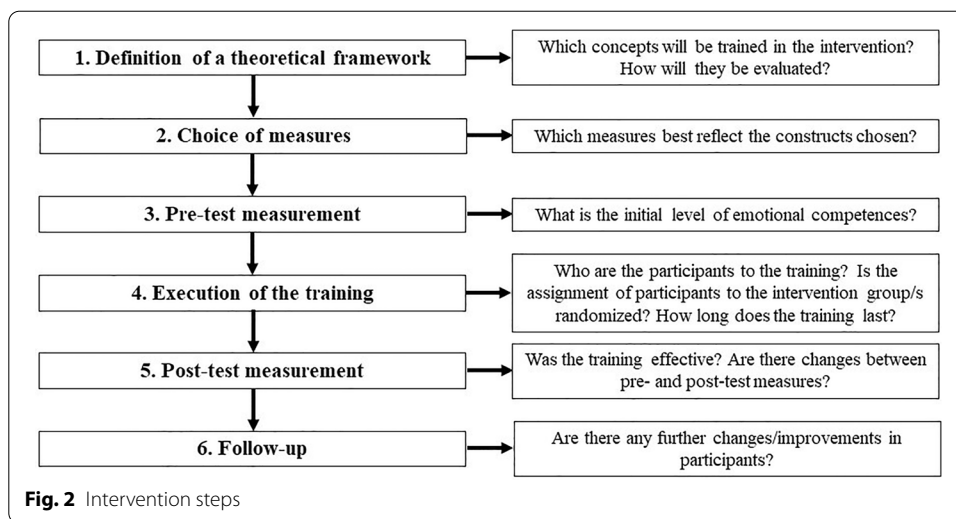 1. Definition of a theoretical framework
Which concepts will be trained in the intervention?
How will they be evaluated?
2. Choice of measures
Which measures best reflect the constructs chosen?
3. Pre-test measurement
What is the initial level of emotional competences?
4. Execution of the training
Who are the participants to the training? Is the
assignment of participants to the intervention group/s
randomized? How long does the training last?
5. Post-test measurement
Was the training effective? Are there changes between
pre- and post-test measures?
6. Follow-up
Are there any further changes/improvements in
participants?
Fig. 2 Intervention steps